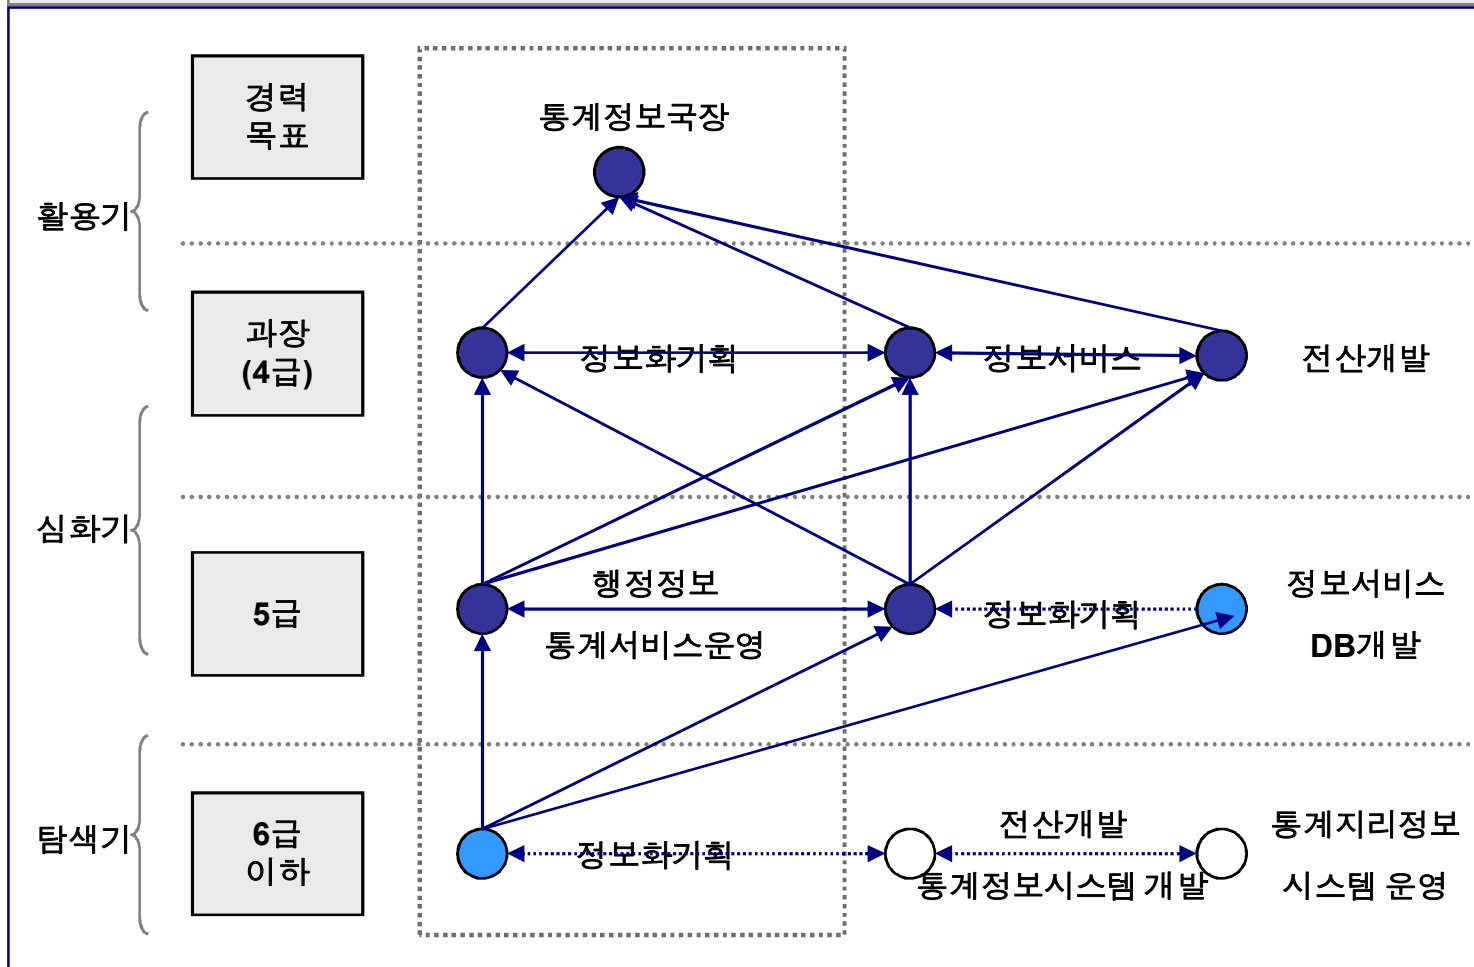 경력
목표
통계정보국장
활용기
과장
(4급)
정보화기획
정보서비스
전산개발
심화기
5급
행정정보
통계서비스운영
정보화기획
정보서비스
DB개발
탐색기
6급
이하
정보화기획
전산개발
통계정보시스템 개발
통계지리정보
시스템 운영